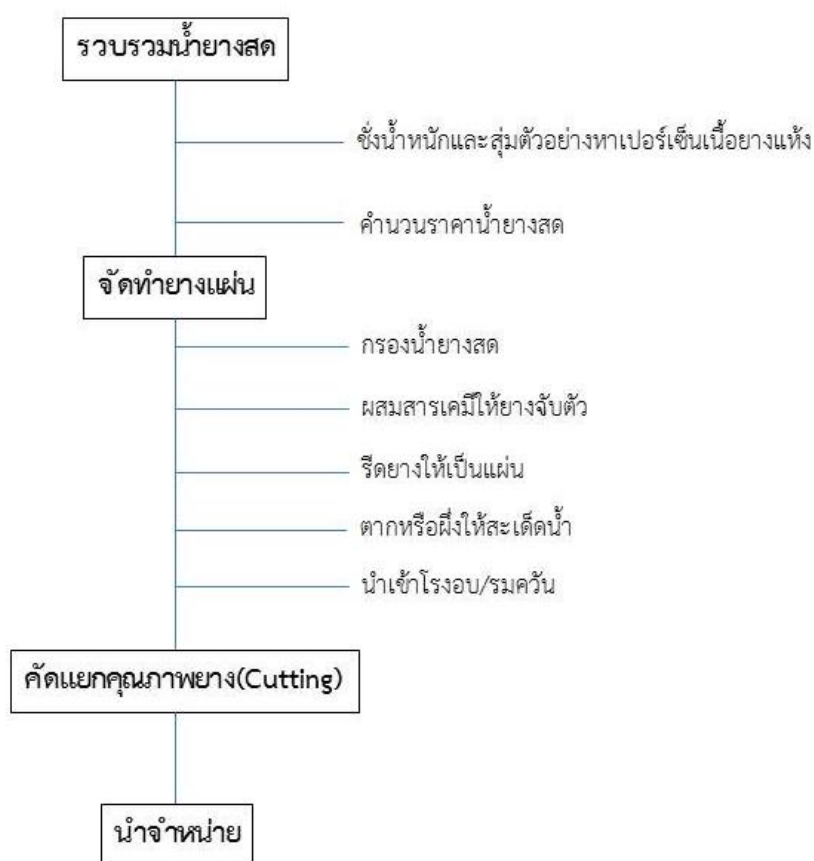 รวบรวมน้ำยางสด
ชั่งน้ำหนักและสุ่มตัวอย่างหาเปอร์เซ็นเนื้อยางแห้ง
คำนวนราคาน้ำยางสด
จัดทำยางแผ่น
กรองน้ำยางสด
ผสมสารเคมีให้ยางจับตัว
รีดยางให้เป็นแผ่น
ตากหรือผึ่งให้สะเด็ดน้ำ
นำเข้าโรงอบ/รมควัน
คัดแยกคุณภาพยาง(Cutting)
นำจำหน่าย